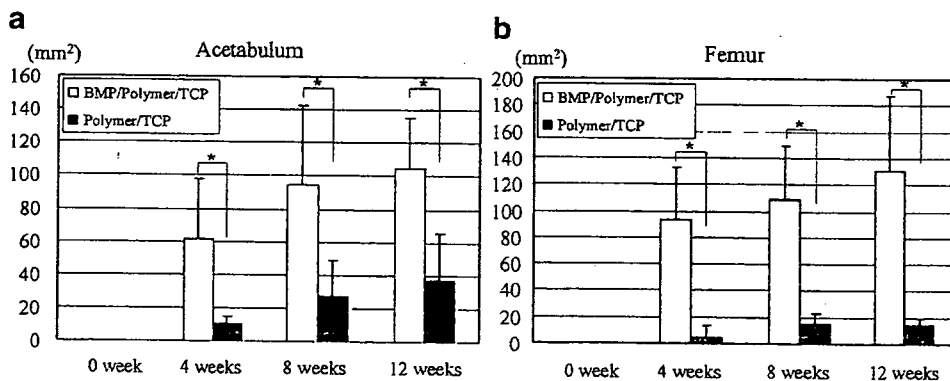 a
(mm²)
Acetabulum
160
140
120
100
80
60
40
20
0
BMP/Polymer/TCP
Polymer/TCP
*
*
*
0 week
4 weeks
8 weeks
12 weeks
b
(mm²)
Femur
200
180
160
140
120
100
80
60
40
20
0
BMP/Polymer/TCP
Polymer/TCP
*
*
*
0 week
4 weeks
8 weeks
12 weeks